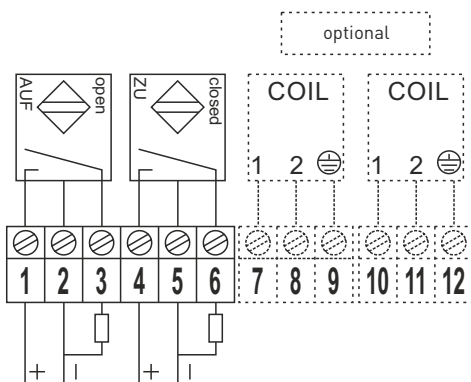 optional
AUF open
ZU closed
COIL
COIL
1 2
1 2
1 2 3 4 5 6 7 8 9 10 11 12
+ − + −